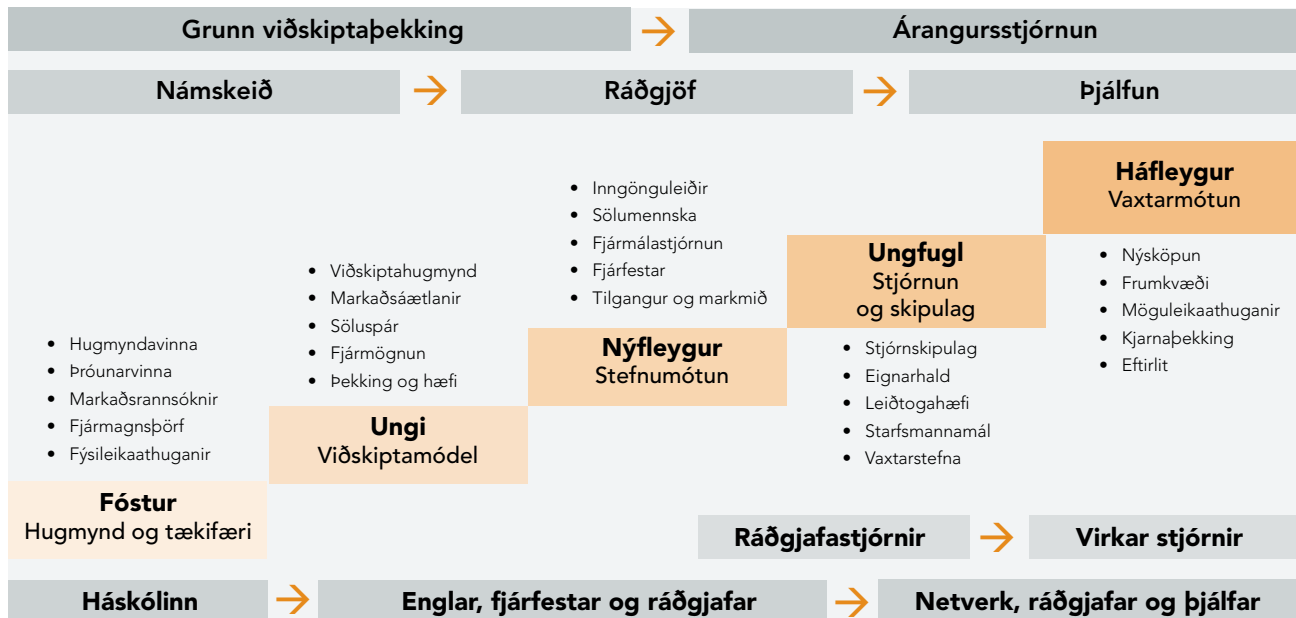 Grunn viðskiptaþekking → Árangursstjórnun
Námskeið → Ráðgjöf → Þjálfun
Háfleygur
Vaxtarmótun
• Nýsköpun
• Frumkvæði
• Möguleikaathuganir
• Kjarnaþekking
• Eftirlit
• Inngönguleiðir
• Sölumennska
• Fjármálastjórnun
• Fjárfestar
• Tilgangur og markmið
Nýfleygur
Stefnumótun
Ungfugl
Stjórnun
og skipulag
• Stjórnskipulag
• Eignarhald
• Leiðtogahæfi
• Starfsmannamál
• Vaxtarstefna
• Viðskiptahugmynd
• Markaðsáætlanir
• Söluspár
• Fjármögnun
• Þekking og hæfi
Ungi
Viðskiptamódel
• Hugmyndavinna
• Þróunarvinna
• Markaðsrannsóknir
• Fjármagnsþörf
• Fýsileikaathuganir
Fóstur
Hugmynd og tækifæri
Ráðgjafastjórnir → Virkar stjórnir
Háskólinn → Englar, fjárfestar og ráðgjafar → Netverk, ráðgjafar og þjálfar